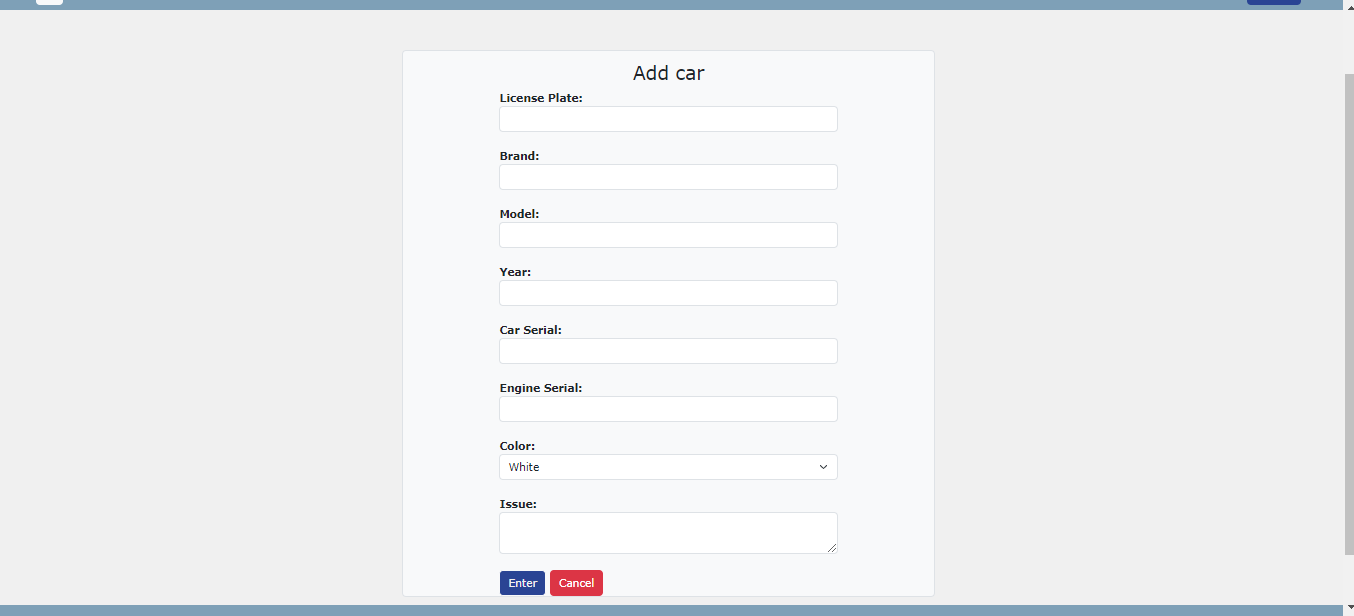 Add car
License Plate:
Brand:
Model:
Year:
Car Serial:
Engine Serial:
Color:
White
Issue:
Enter Cancel